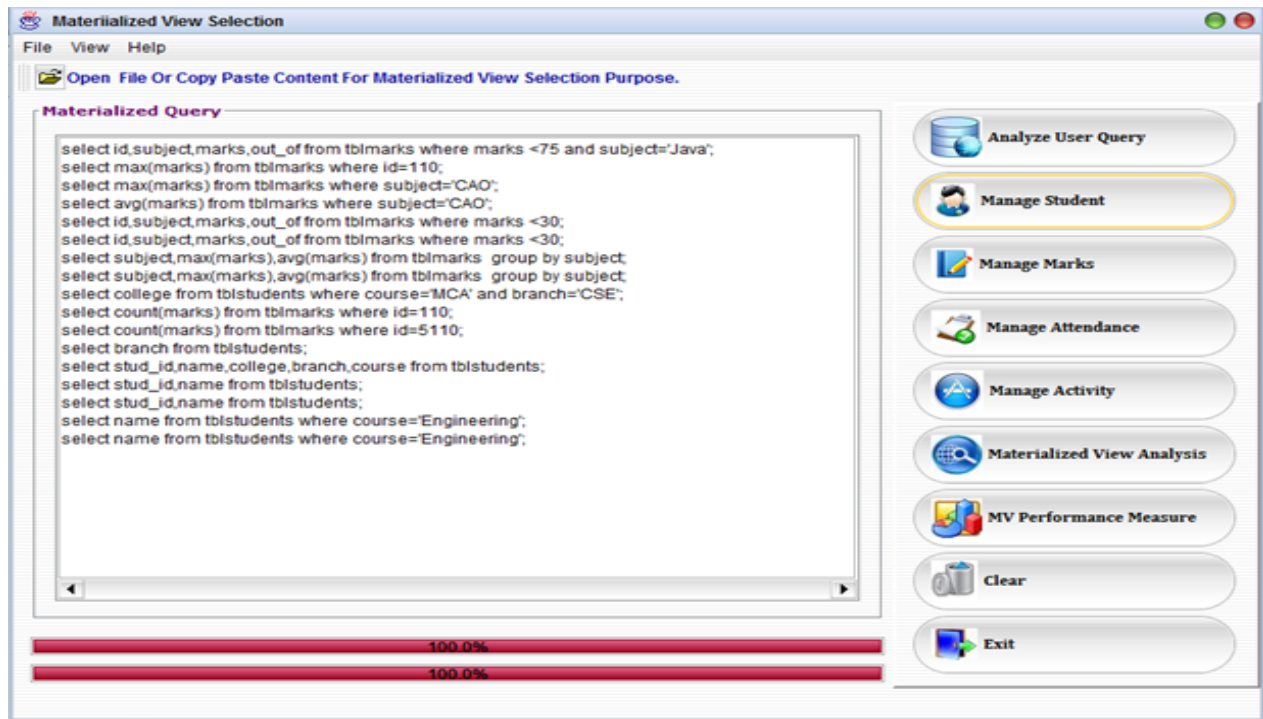 Materiialized View Selection
File View Help
Open File Or Copy Paste Content For Materialized View Selection Purpose.
Materialized Query
select id,subject,marks,out_of from tblmarks where marks <75 and subject='Java';
select max(marks) from tblmarks where id=110;
select max(marks) from tblmarks where subject='CAO';
select avg(marks) from tblmarks where subject='CAO';
select id,subject,marks,out_of from tblmarks where marks <30;
select id,subject,marks,out_of from tblmarks where marks <30;
select subject,max(marks),avg(marks) from tblmarks  group by subject;
select subject,max(marks),avg(marks) from tblmarks  group by subject;
select college from tblstudents where course='MCA' and branch='CSE';
select count(marks) from tblmarks where id=110;
select count(marks) from tblmarks where id=5110;
select branch from tblstudents;
select stud_id,name,college,branch,course from tblstudents;
select stud_id,name from tblstudents;
select stud_id,name from tblstudents;
select name from tblstudents where course='Engineering';
select name from tblstudents where course='Engineering';
100.0%
100.0%
Analyze User Query
Manage Student
Manage Marks
Manage Attendance
Manage Activity
Materialized View Analysis
MV Performance Measure
Clear
Exit